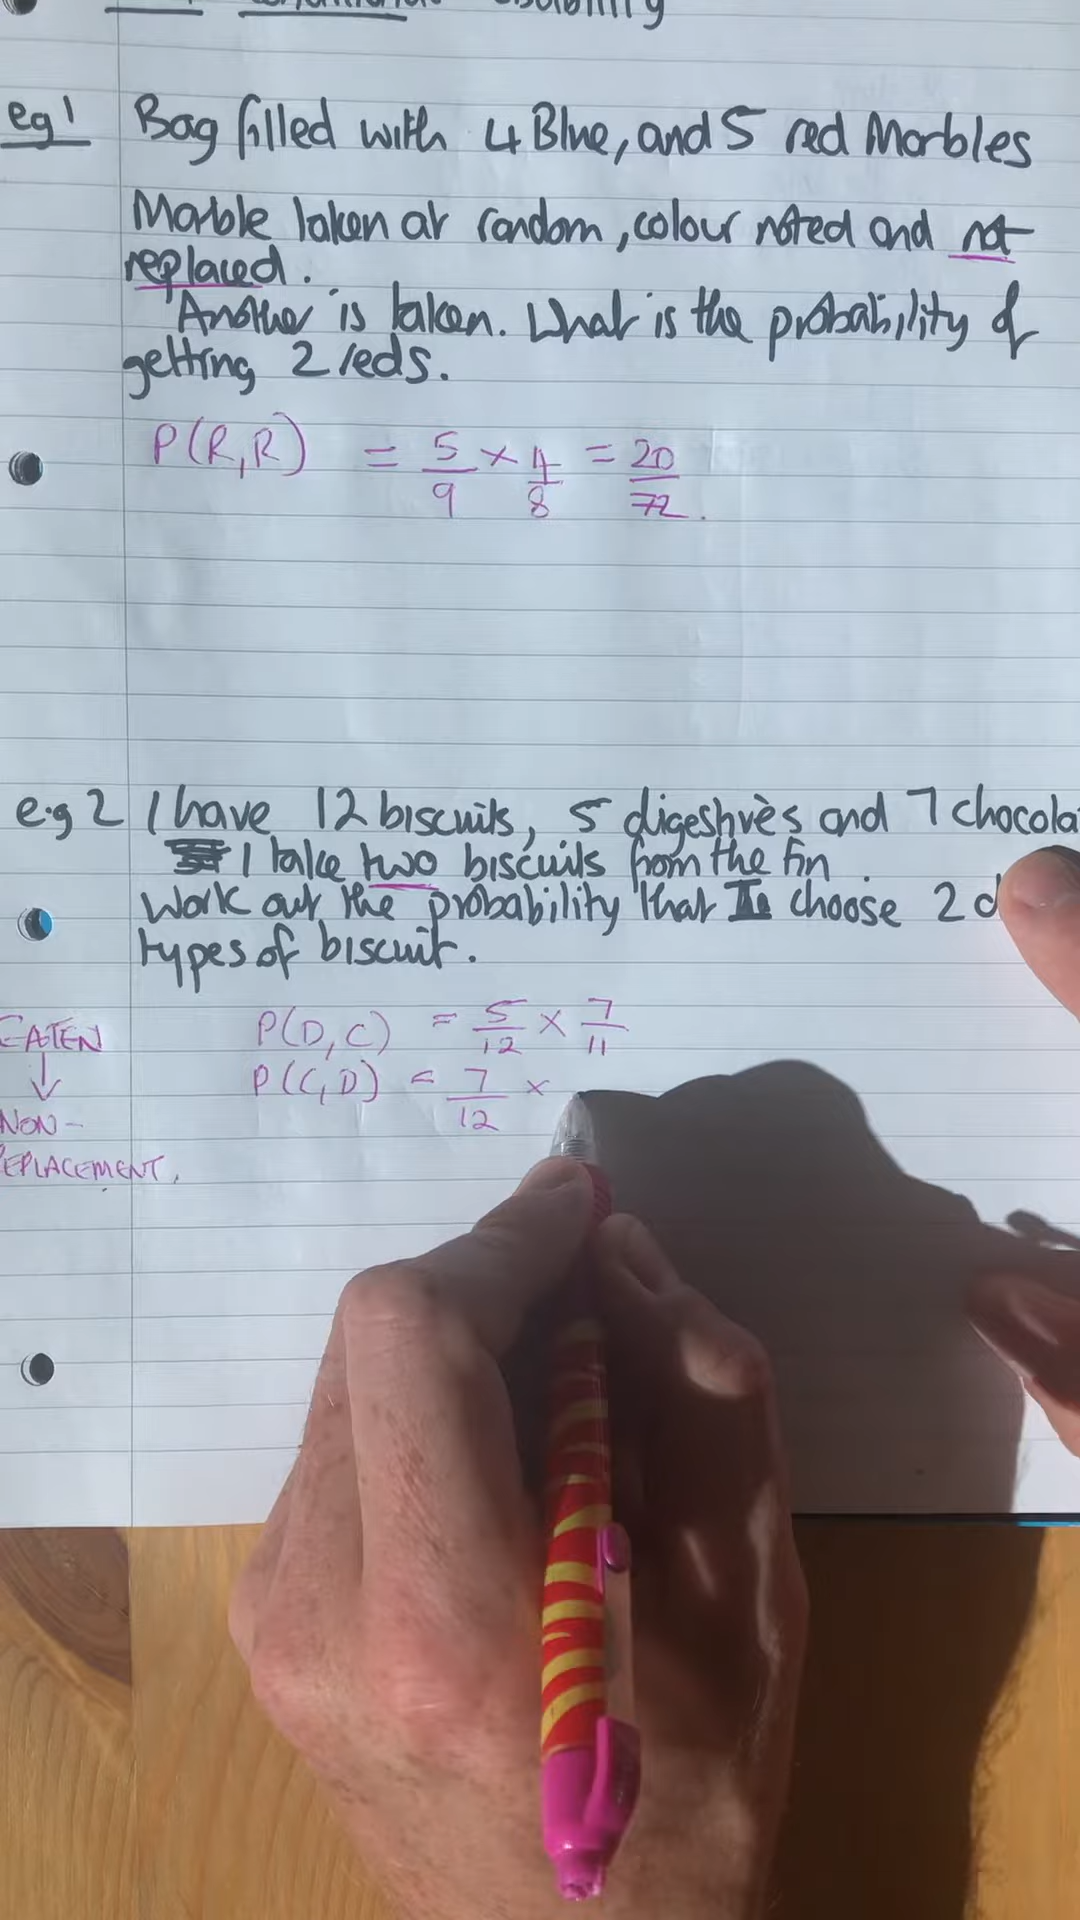 eg 1 Bag filled with 4 Blue, and 5 red Marbles
Marble taken at random, colour noted and not
replaced.
Another is taken. What is the probability of
getting 2 reds.
P(R,R) = 5/9 × 4/8 = 20/72.
e.g 2 I have 12 biscuits, 5 digestives and 7 chocola
I take two biscuits from the tin.
Work out the probability that I choose 2 d
types of biscuit.
EATEN P(D, C) = 5/12 × 7/11
↓ P(C, D) = 7/12 ×
NON-
EPLACEMENT.